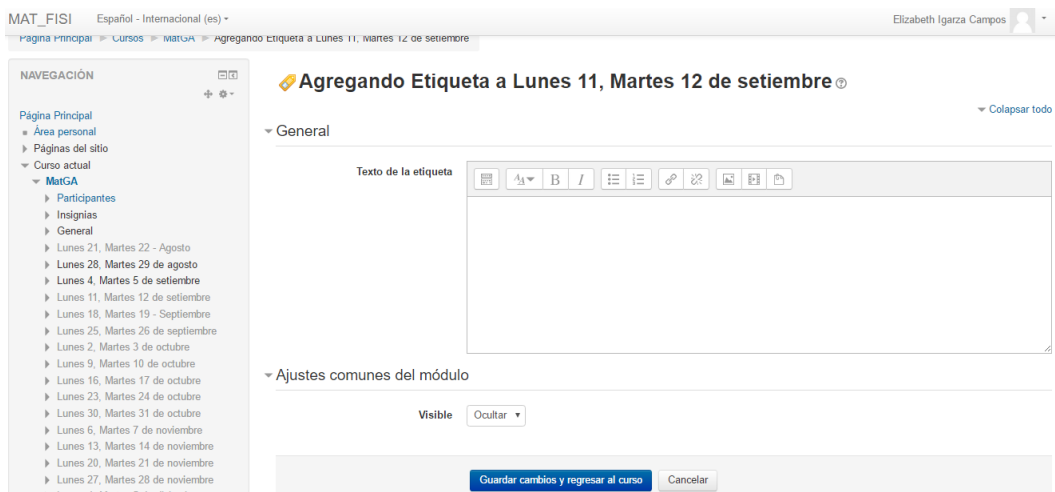 MAT_FISI Español - Internacional (es) Elizabeth Igarza Campos
Página Principal Cursos MatGA Agregando Etiqueta a Lunes 11, Martes 12 de setiembre
NAVEGACIÓN
Página Principal
Área personal
Páginas del sitio
Curso actual
MatGA
Participantes
Insignias
General
Lunes 21, Martes 22 - Agosto
Lunes 28, Martes 29 de agosto
Lunes 4, Martes 5 de setiembre
Lunes 11, Martes 12 de setiembre
Lunes 18, Martes 19 - Septiembre
Lunes 25, Martes 26 de septiembre
Lunes 2, Martes 3 de octubre
Lunes 9, Martes 10 de octubre
Lunes 16, Martes 17 de octubre
Lunes 23, Martes 24 de octubre
Lunes 30, Martes 31 de octubre
Lunes 6, Martes 7 de noviembre
Lunes 13, Martes 14 de noviembre
Lunes 20, Martes 21 de noviembre
Lunes 27, Martes 28 de noviembre
Agregando Etiqueta a Lunes 11, Martes 12 de setiembre
Colapsar todo
General
Texto de la etiqueta
B I
Ajustes comunes del módulo
Visible Ocultar
Guardar cambios y regresar al curso Cancelar